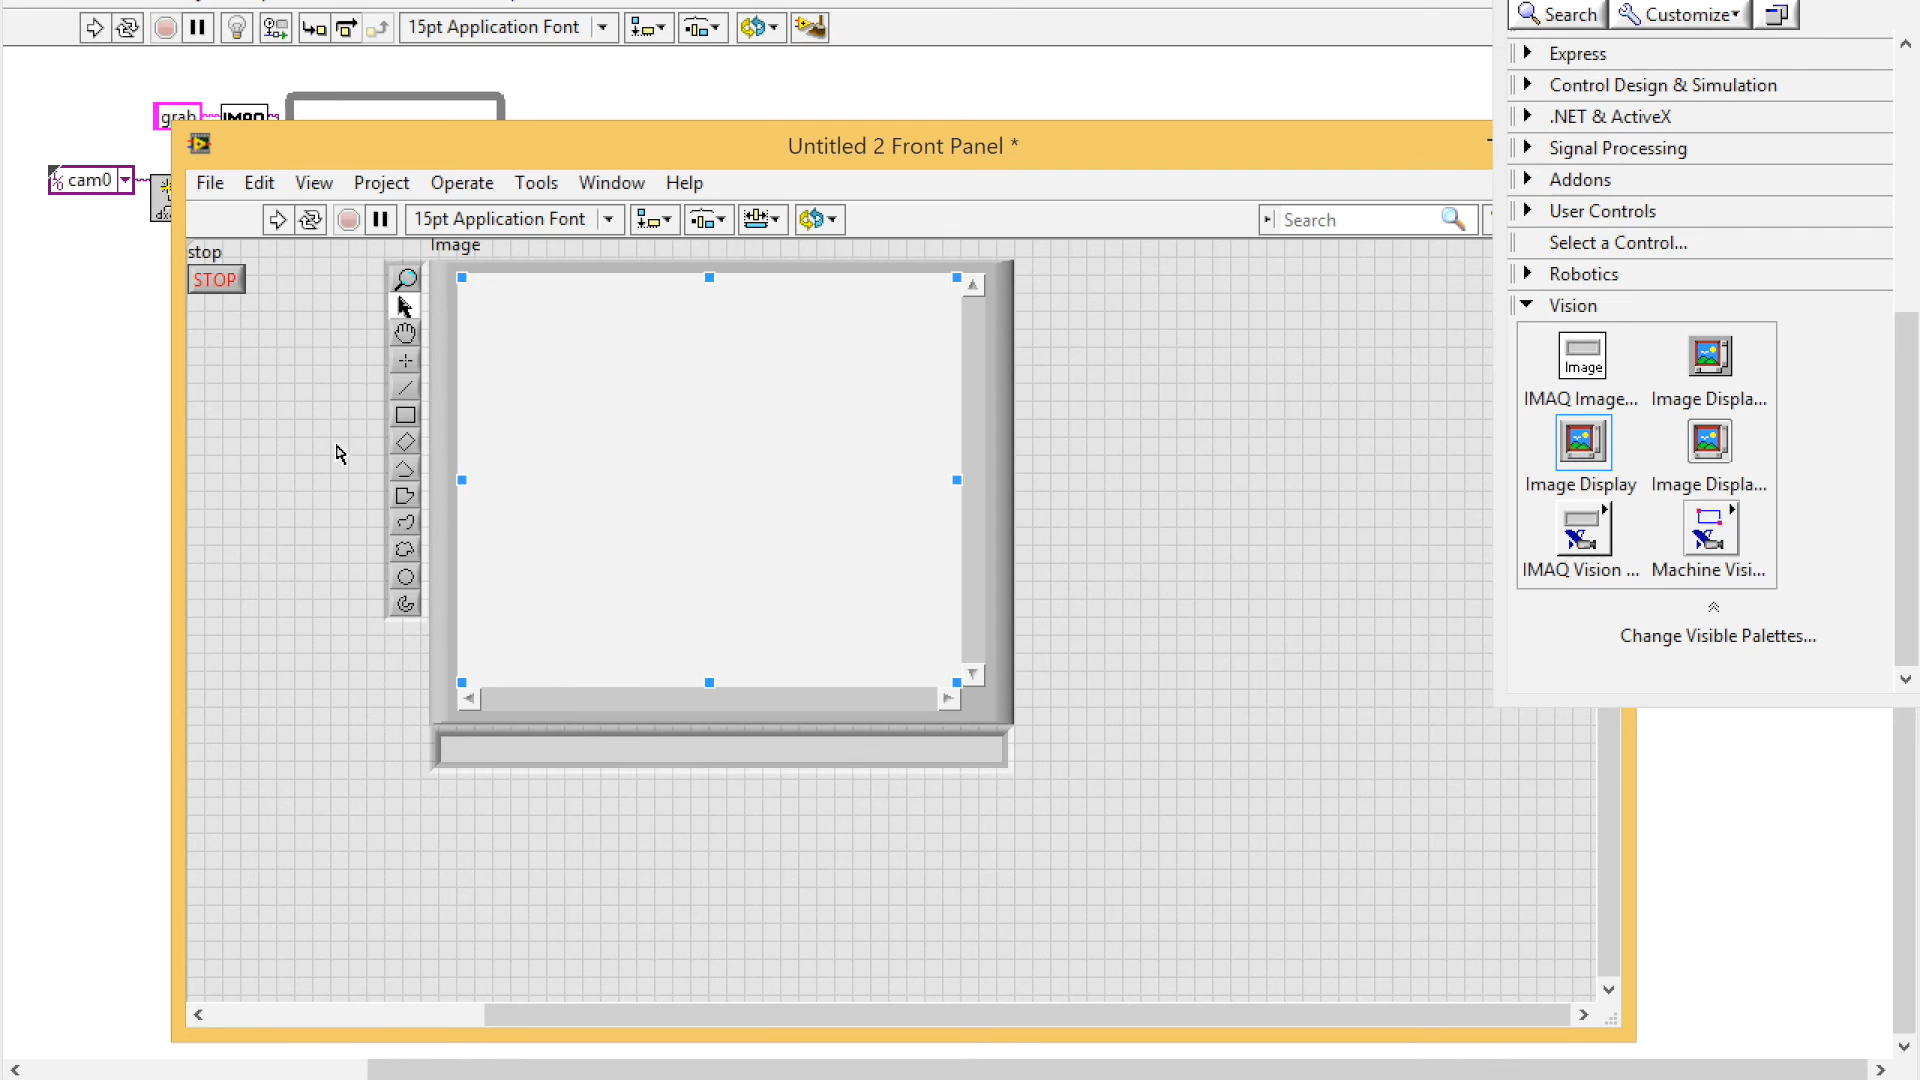 15pt Application Font
Search
Customize
Express
Control Design & Simulation
.NET & ActiveX
Signal Processing
Addons
User Controls
Select a Control...
Robotics
Vision
Image
IMAQ Image...
Image Displa...
Image Display
Image Displa...
IMAQ Vision ...
Machine Visi...
Change Visible Palettes...
grab
IMAQ
cam0
Untitled 2 Front Panel *
File Edit View Project Operate Tools Window Help
15pt Application Font
Search
stop
STOP
Image